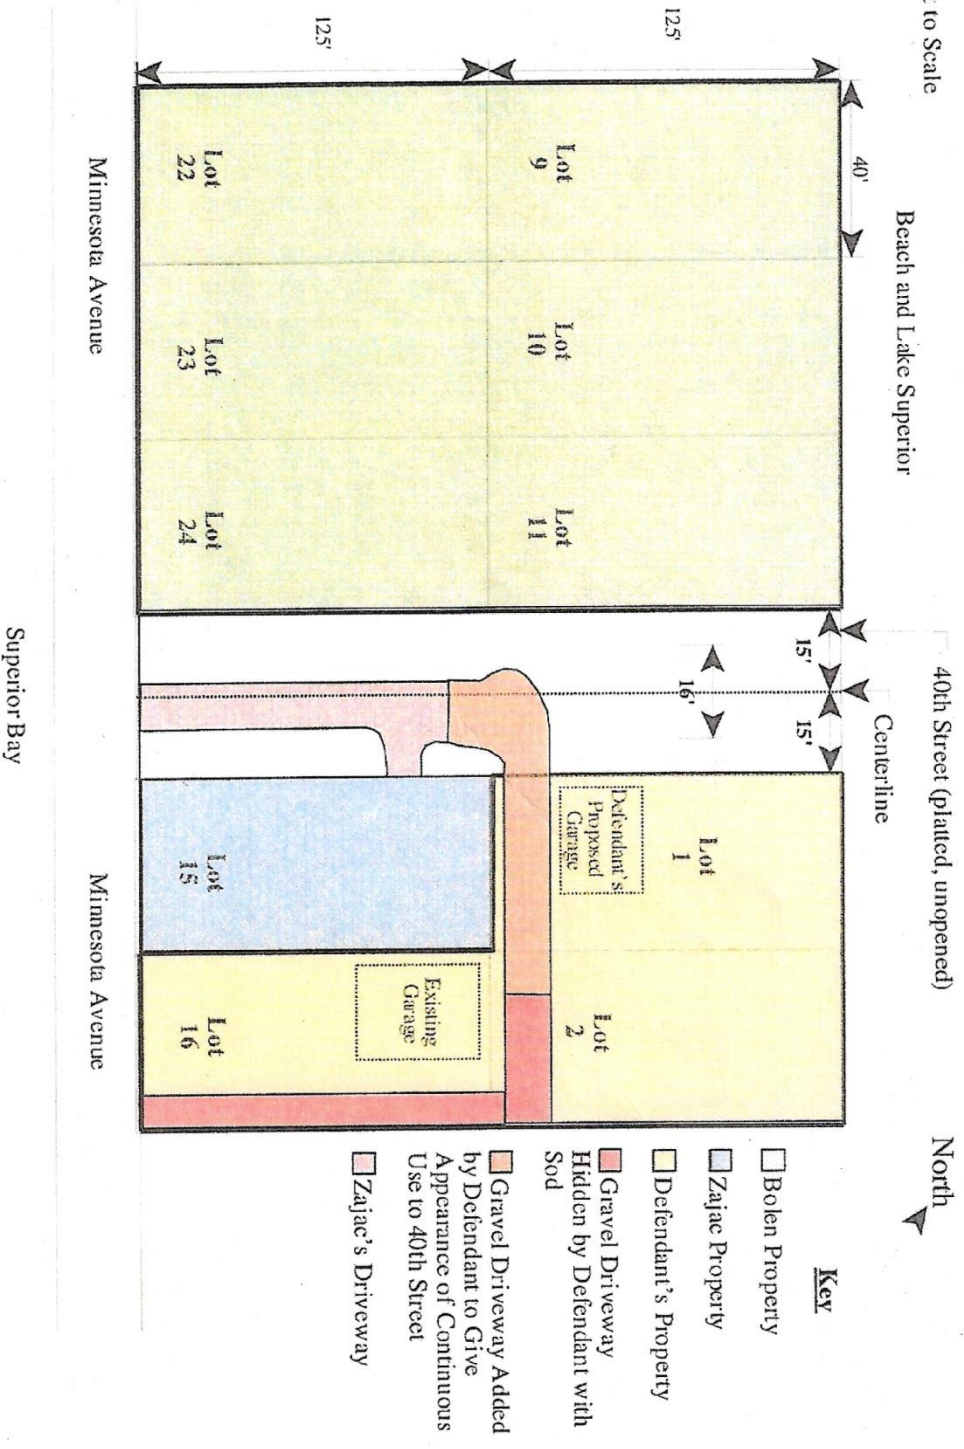 : to Scale
40th Street (platted, unopened)
North
Beach and Lake Superior
Centerline
40'
15'
15'
16'
125'
125'
Lot
9
Lot
10
Lot
11
Lot
22
Lot
23
Lot
24
Lot
1
Defendant's
Proposed
Garage
Lot
2
Lot
15
Existing
Garage
Lot
16
Minnesota Avenue
Minnesota Avenue
Superior Bay
Key
Bolen Property
Zajac Property
Defendant's Property
Gravel Driveway
Hidden by Defendant with
Sod
Gravel Driveway Added
by Defendant to Give
Appearance of Continuous
Use to 40th Street
Zajac's Driveway